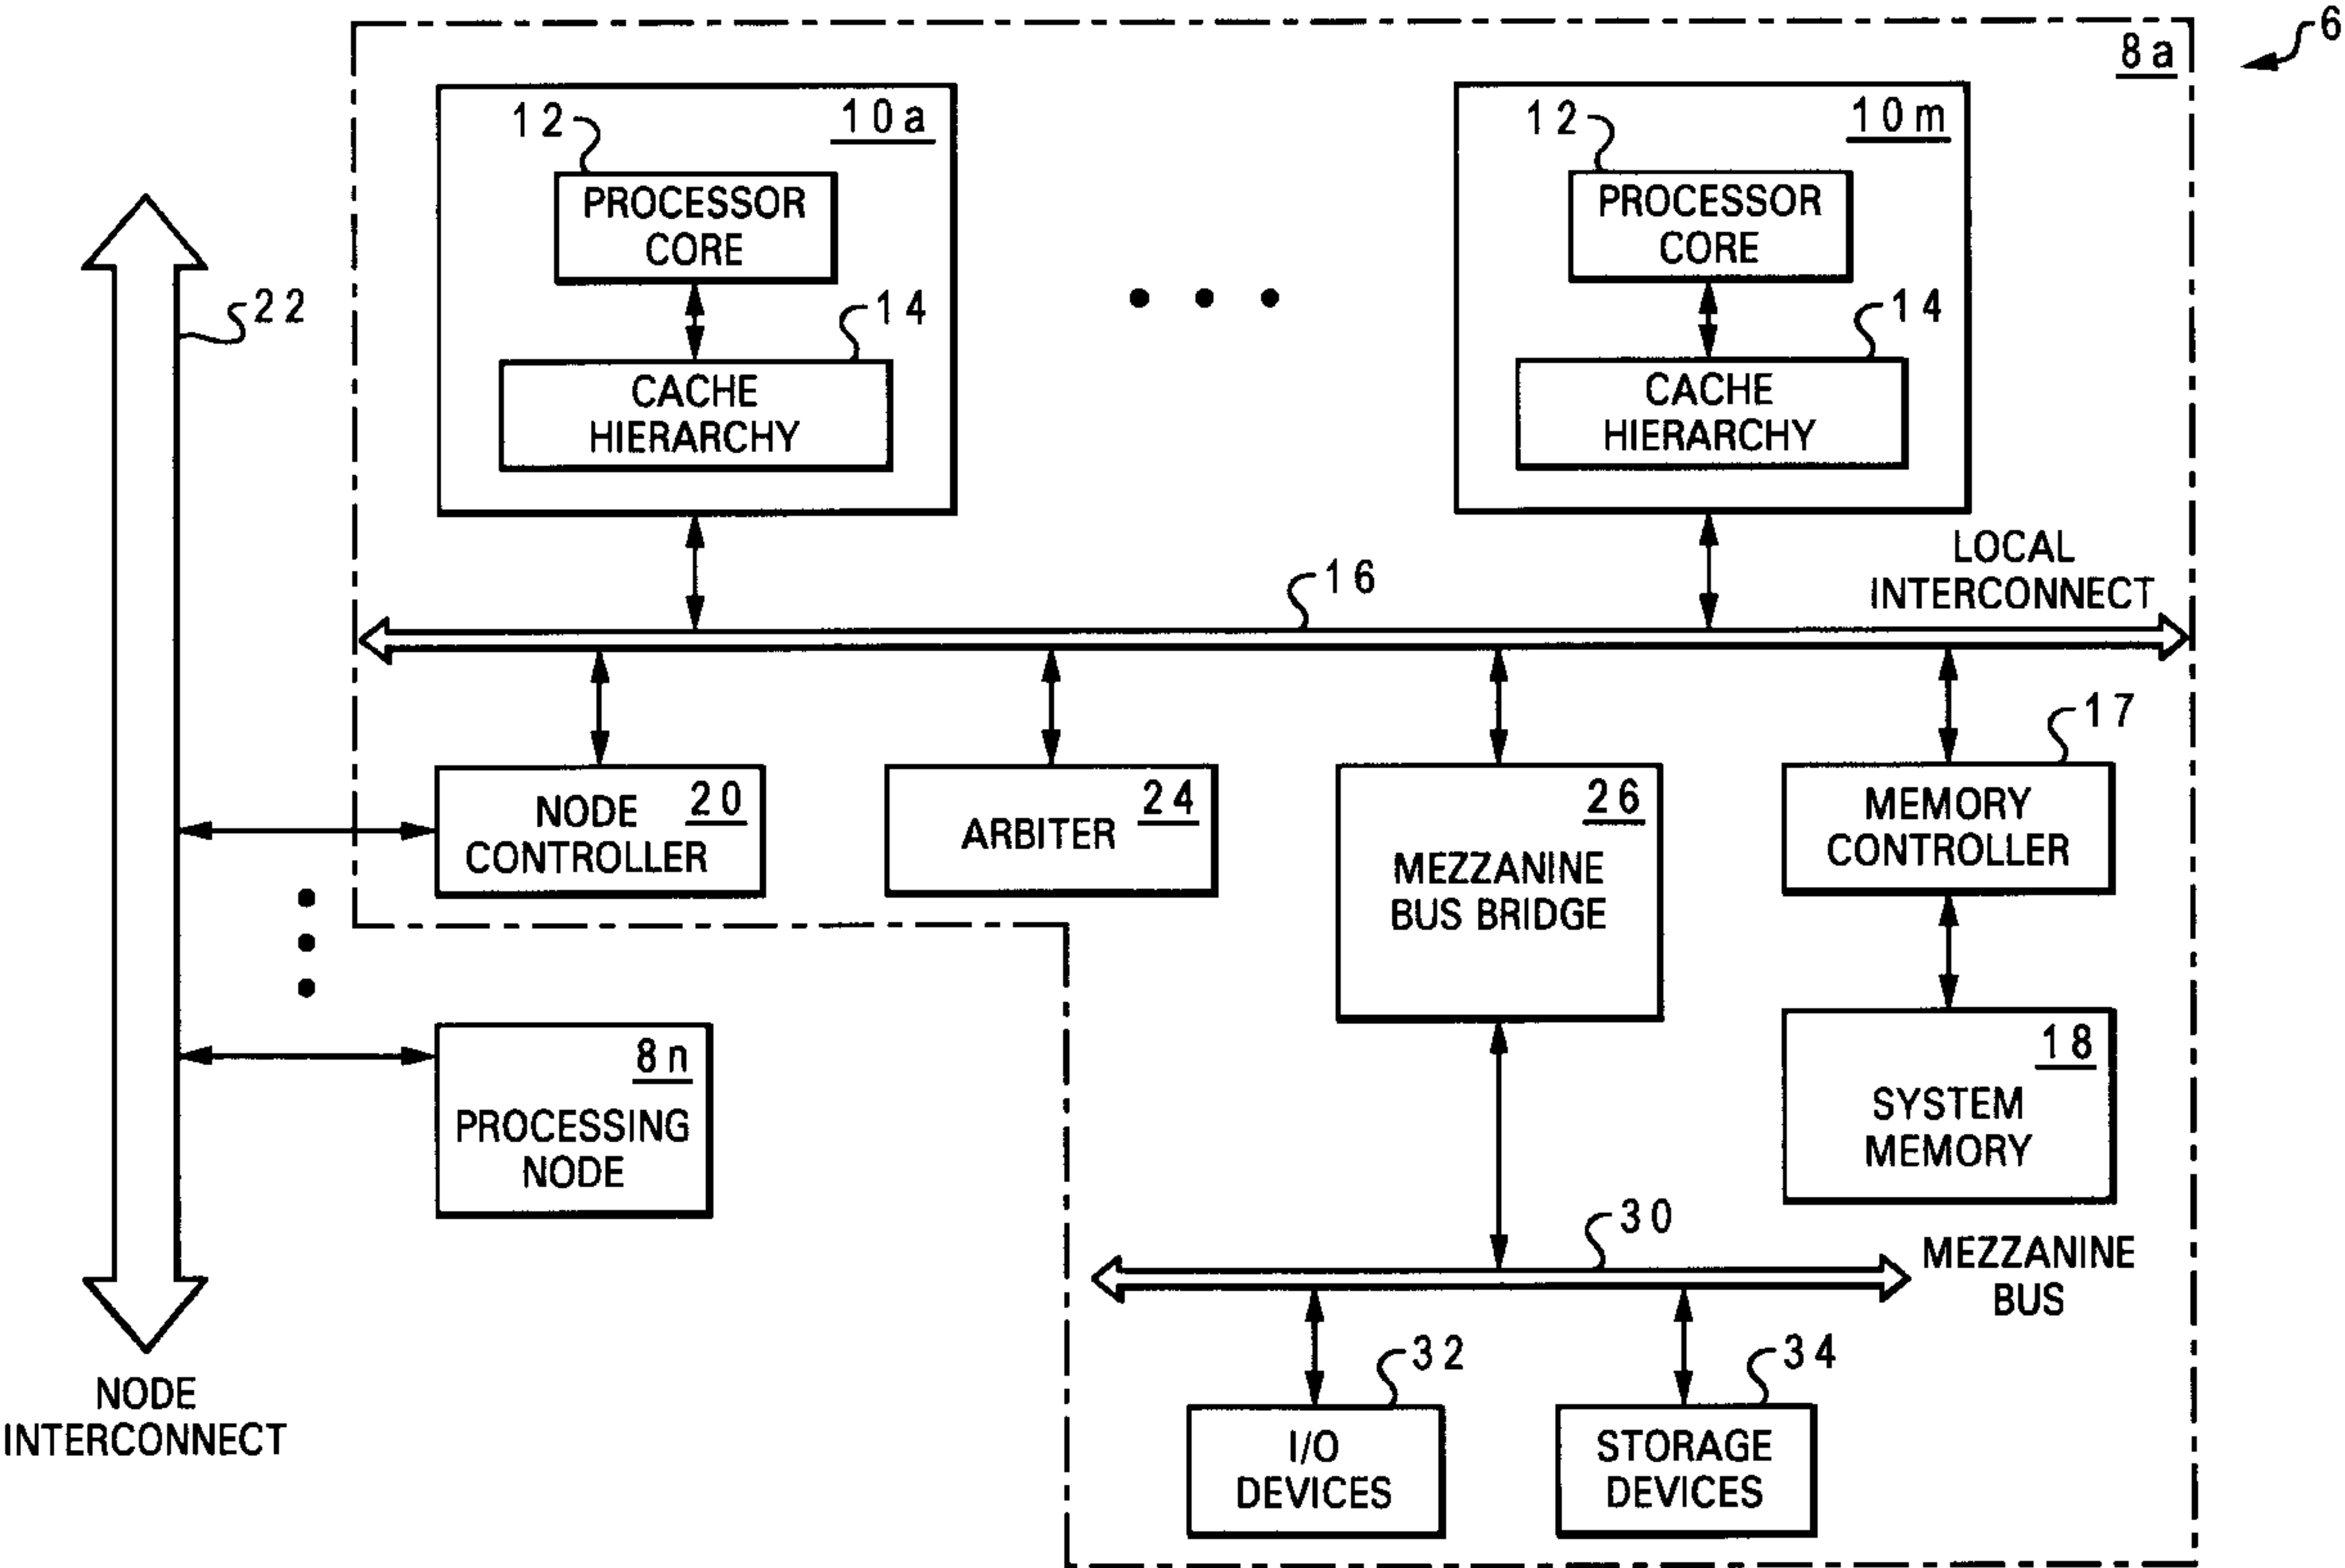 6
8a
10a
12
PROCESSOR
CORE
14
CACHE
HIERARCHY
10m
12
PROCESSOR
CORE
14
CACHE
HIERARCHY
22
16
LOCAL
INTERCONNECT
20
NODE
CONTROLLER
24
ARBITER
26
MEZZANINE
BUS BRIDGE
17
MEMORY
CONTROLLER
18
SYSTEM
MEMORY
8n
PROCESSING
NODE
30
MEZZANINE
BUS
32
I/O
DEVICES
34
STORAGE
DEVICES
NODE
INTERCONNECT